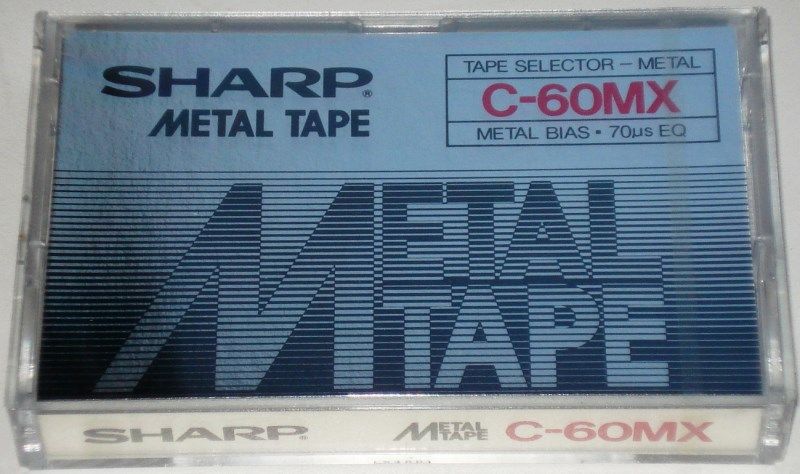 SHARP®
METAL TAPE
TAPE SELECTOR – METAL
C-60MX
METAL BIAS • 70µs EQ
METAL
TAPE
SHARP® METAL TAPE C-60MX